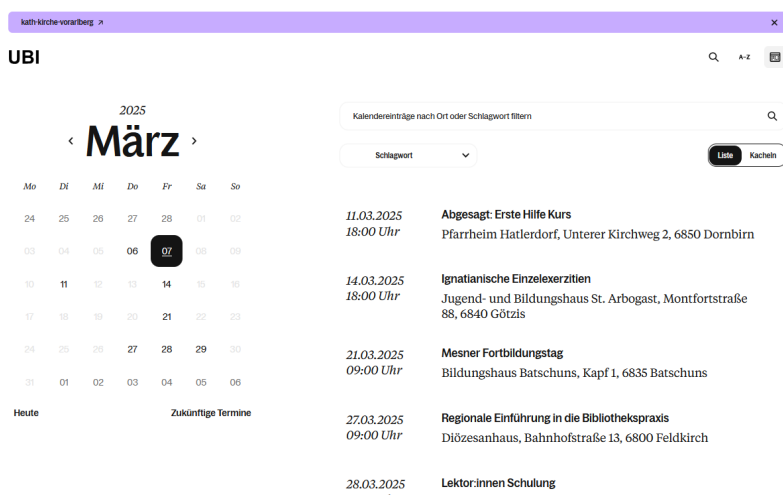 kath-kirche-vorarlberg ↗ ×
UBI
A–Z
2025
‹ März ›
Mo Di Mi Do Fr Sa So
24 25 26 27 28 01 02
03 04 05 06 07 08 09
10 11 12 13 14 15 16
17 18 19 20 21 22 23
24 25 26 27 28 29 30
31 01 02 03 04 05 06
Heute Zukünftige Termine
Kalendereinträge nach Ort oder Schlagwort filtern
Schlagwort
Liste Kacheln
11.03.2025
18:00 Uhr
Abgesagt: Erste Hilfe Kurs
Pfarrheim Hatlerdorf, Unterer Kirchweg 2, 6850 Dornbirn
14.03.2025
18:00 Uhr
Ignatianische Einzelexerzitien
Jugend- und Bildungshaus St. Arbogast, Montfortstraße
88, 6840 Götzis
21.03.2025
09:00 Uhr
Mesner Fortbildungstag
Bildungshaus Batschuns, Kapf 1, 6835 Batschuns
27.03.2025
09:00 Uhr
Regionale Einführung in die Bibliothekspraxis
Diözesanhaus, Bahnhofstraße 13, 6800 Feldkirch
28.03.2025
Lektor:innen Schulung